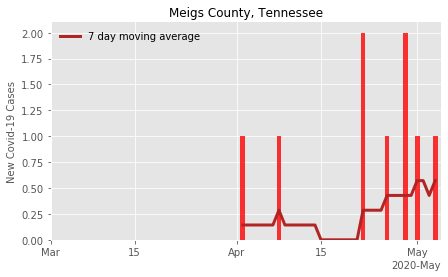 Meigs County, Tennessee
7 day moving average
New Covid-19 Cases
2.00
1.75
1.50
1.25
1.00
0.75
0.50
0.25
0.00
Mar
15
Apr
15
May
2020-May